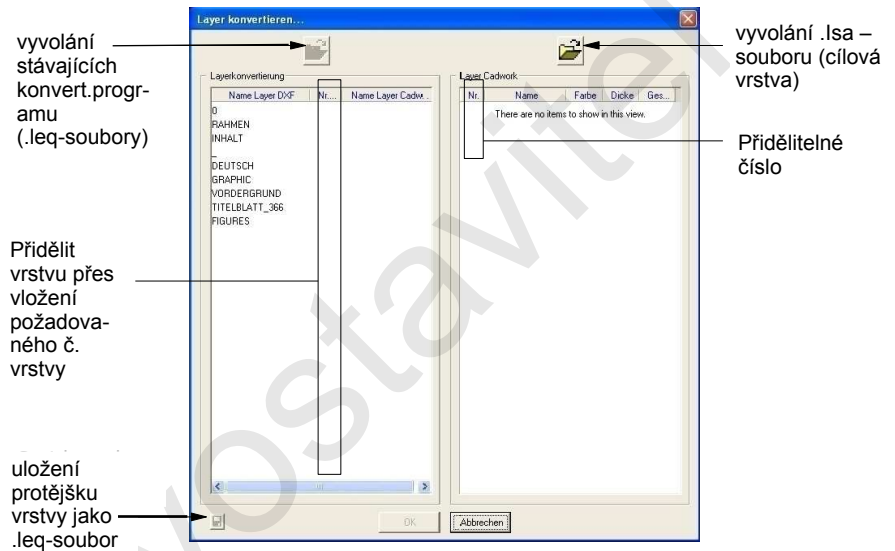 Layer konvertieren...
vyvolání
stávajících
konvert.progr-
amu
(.leq-soubory)
vyvolání .lsa –
souboru (cílová
vrstva)
Layerkonvertierung
Name Layer DXF Nr.... Name Layer Cadw...
0
RAHMEN
INHALT
_
DEUTSCH
GRAPHIC
VORDERGRUND
TITELBLATT_366
FIGURES
Layer Cadwork
Nr. Name Farbe Dicke Ges...
There are no items to show in this view.
Přidělitelné
číslo
Přidělit
vrstvu přes
vložení
požadova-
ného č.
vrstvy
uložení
protějšku
vrstvy jako
.leq-soubor
OK
Abbrechen